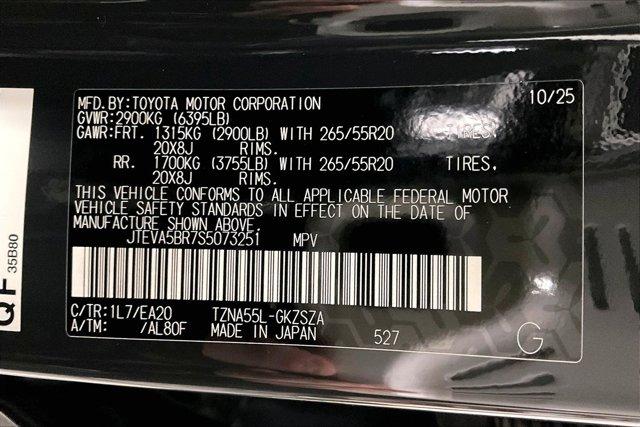 MFD.BY:TOYOTA MOTOR CORPORATION 10/25
GVWR:2900KG (6395LB)
GAWR:FRT. 1315KG (2900LB) WITH 265/55R20 TIRES,
20X8J RIMS.
RR. 1700KG (3755LB) WITH 265/55R20 TIRES,
20X8J RIMS.
THIS VEHICLE CONFORMS TO ALL APPLICABLE FEDERAL MOTOR
VEHICLE SAFETY STANDARDS IN EFFECT ON THE DATE OF
MANUFACTURE SHOWN ABOVE.
JTEVA5BR7S5073251 MPV
C/TR:1L7/EA20 TZNA55L-GKZSZA
A/TM: /AL80F MADE IN JAPAN 527 G
QF
35B80